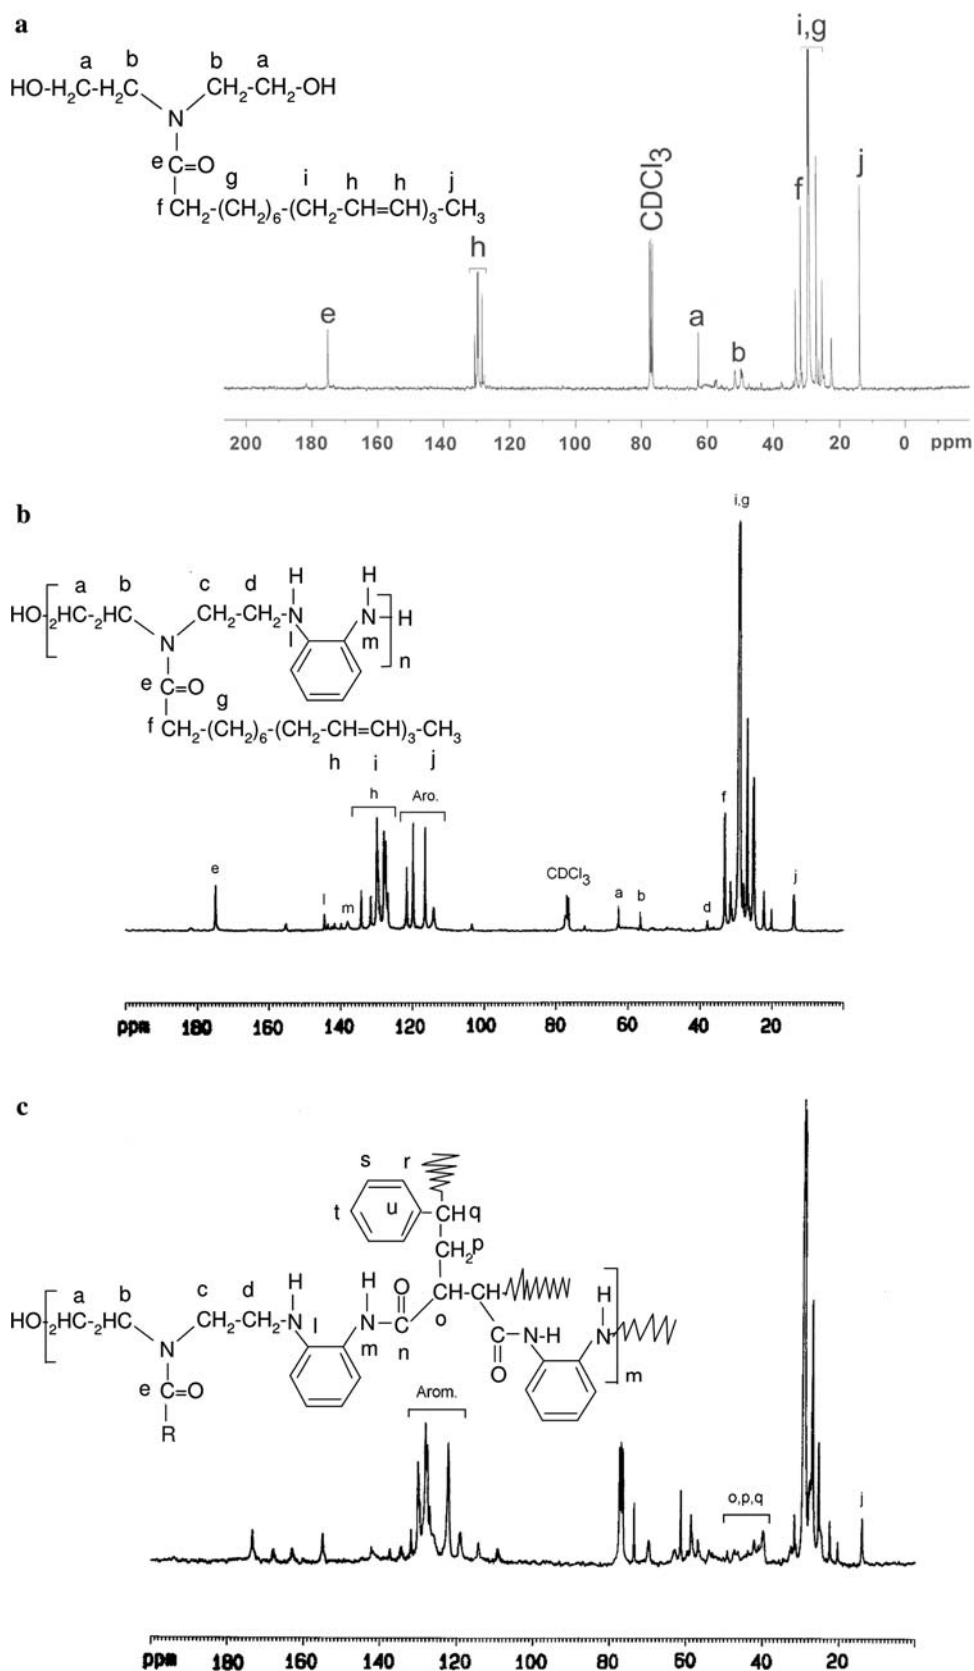 a
i,g
a b b a
HO-H₂C-H₂C CH₂-CH₂-OH
N
e C=O
g i h h j
f CH₂-(CH₂)₆-(CH₂-CH=CH)₃-CH₃
CDCl₃
f j
h
e
a
b
200 180 160 140 120 100 80 60 40 20 0 ppm
b
i,g
H H
a b c d
HO-₂HC-₂HC CH₂-CH₂-N N-H
N l m n
e C=O
g
f CH₂-(CH₂)₆-(CH₂-CH=CH)₃-CH₃
h i j
h Aro.
f
e CDCl₃ j
l m a b d
ppm 180 160 140 120 100 80 60 40 20
c
s r
t u CH q
CH₂ p
H H O H
a b c d C-H C-H
HO-₂HC-₂HC CH₂-CH₂-N N C o C N-H N
N l m n O m
e C=O
R
Arom.
o,p,q j
ppm 180 160 140 120 100 80 60 40 20